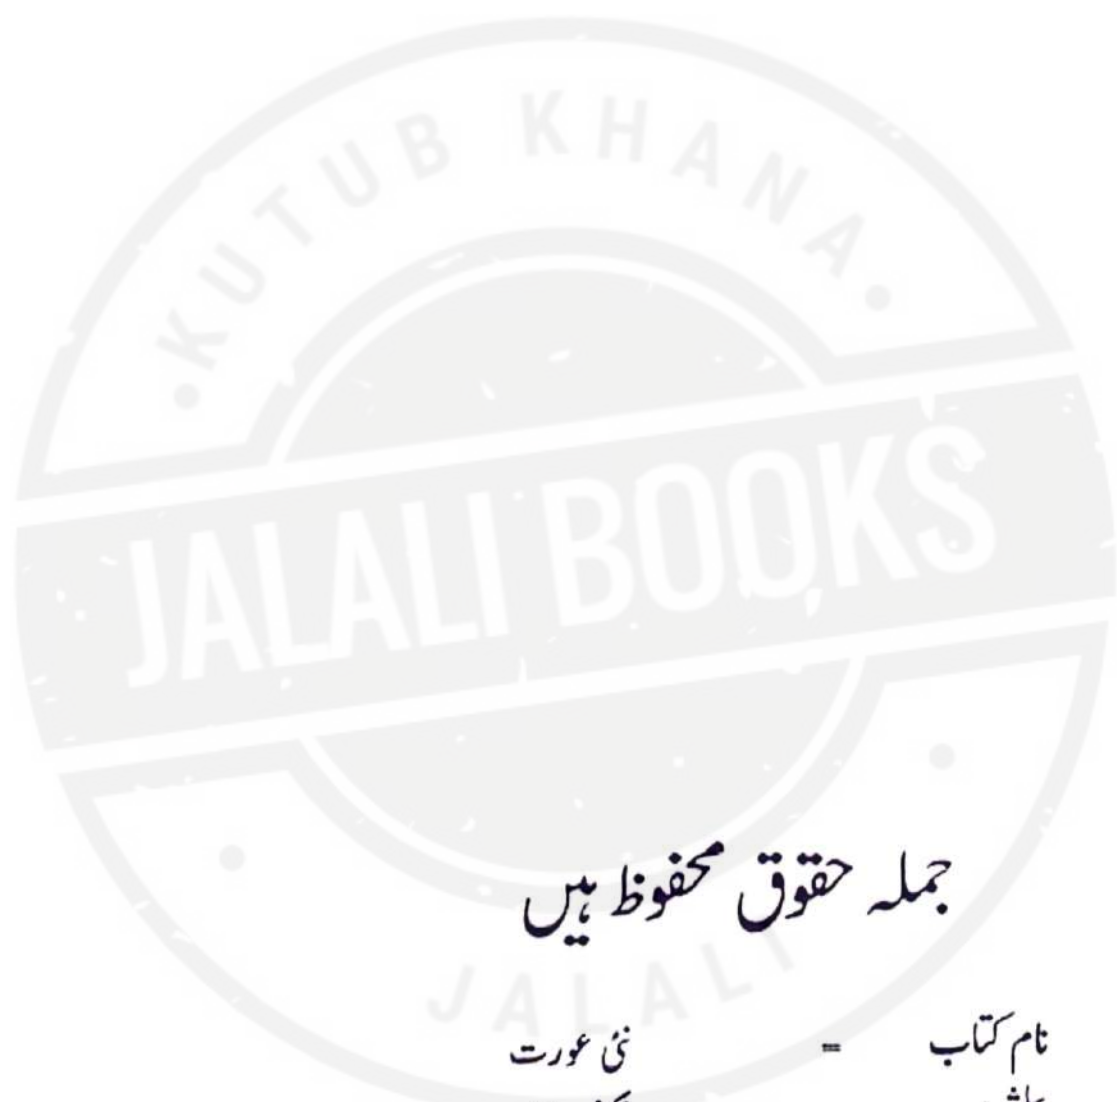 KUTUB KHANA
JALALI BOOKS
جملہ حقوق محفوظ ہیں
JALALI
نام کتاب = نئی عورت